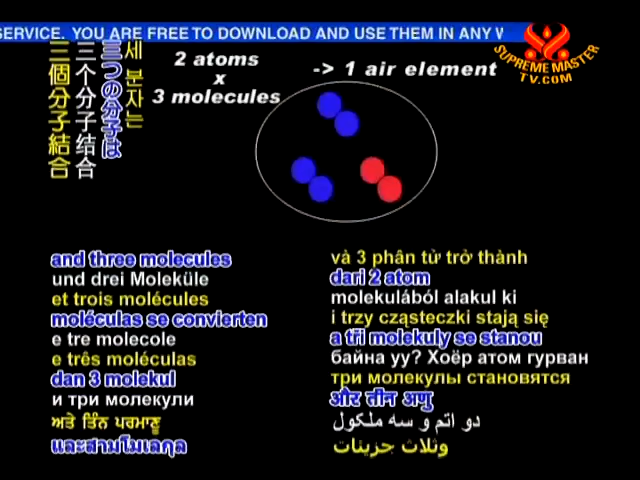 SERVICE. YOU ARE FREE TO DOWNLOAD AND USE THEM IN ANY W
SUPREME MASTER
TV.COM
2 atoms
x
3 molecules
-> 1 air element
세 분자는
三つの分子は
三个分子结合
三個分子結合
and three molecules
und drei Moleküle
et trois molécules
moléculas se convierten
e tre molecole
e três moléculas
dan 3 molekul
и три молекули
ਅਤੇ ਤਿੰਨ ਪਰਮਾਣੂ
และสามโมเลกุล
và 3 phân tử trở thành
dari 2 atom
molekulából alakul ki
i trzy cząsteczki stają się
a tři molekuly se stanou
байна уу? Хоёр атом гурван
три молекулы становятся
और तीन अणु
دو اتم و سه ملکول
وثلاث جزيئات